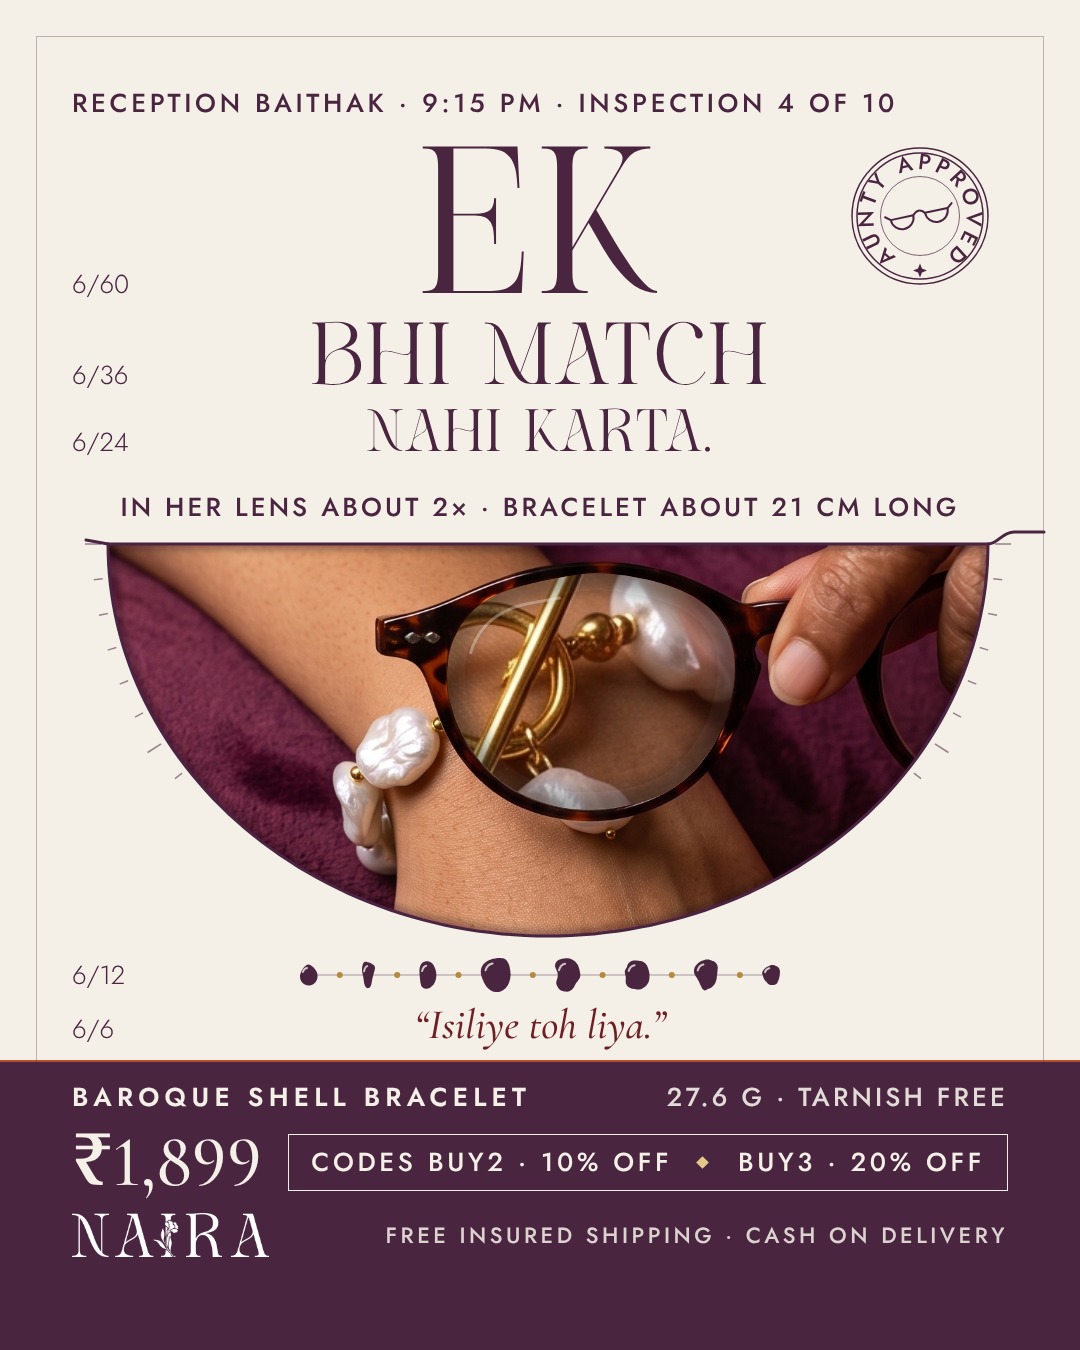 RECEPTION BAITHAK · 9:15 PM · INSPECTION 4 OF 10
AUNTY APPROVED
6/60 EK
6/36 BHI MATCH
6/24 NAHI KARTA.
IN HER LENS ABOUT 2× · BRACELET ABOUT 21 CM LONG
6/12
6/6 “Isiliye toh liya.”
BAROQUE SHELL BRACELET 27.6 G · TARNISH FREE
₹1,899 CODES BUY2 · 10% OFF ◆ BUY3 · 20% OFF
NAIRA FREE INSURED SHIPPING · CASH ON DELIVERY